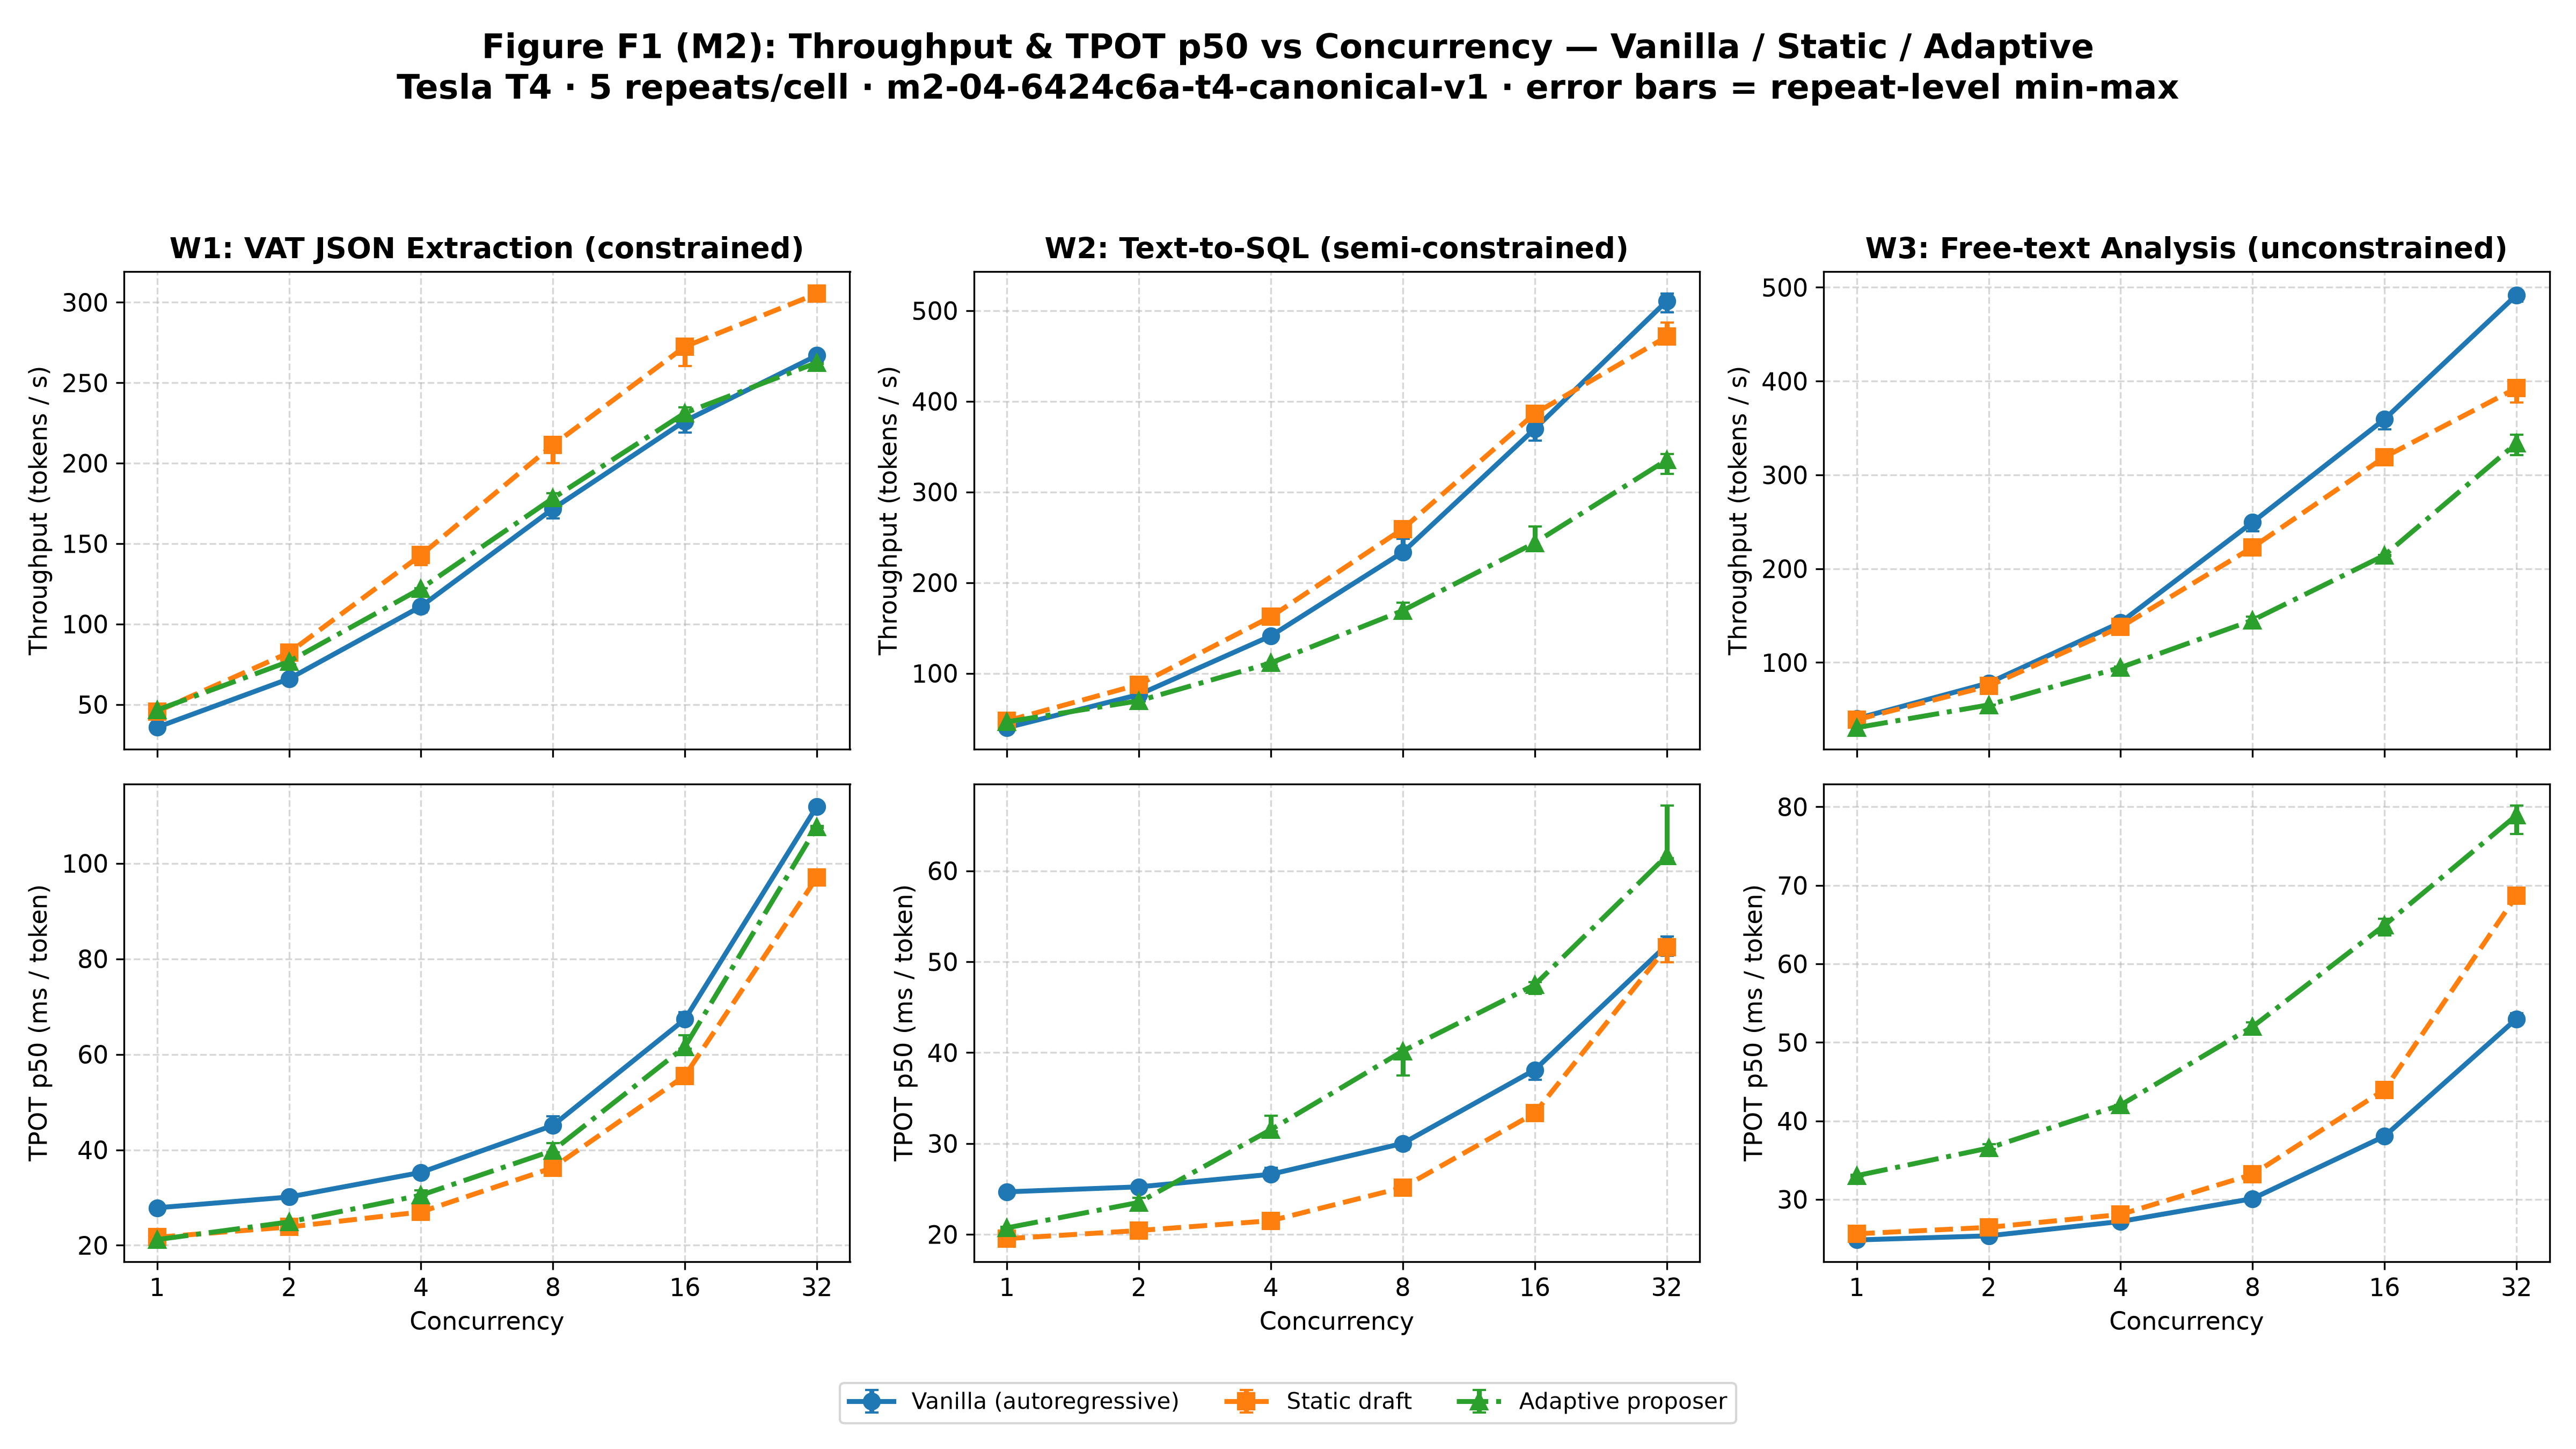 Figure F1 (M2): Throughput & TPOT p50 vs Concurrency — Vanilla / Static / Adaptive
Tesla T4 · 5 repeats/cell · m2-04-6424c6a-t4-canonical-v1 · error bars = repeat-level min-max
W1: VAT JSON Extraction (constrained)
Throughput (tokens / s)
300
250
200
150
100
50
W2: Text-to-SQL (semi-constrained)
Throughput (tokens / s)
500
400
300
200
100
W3: Free-text Analysis (unconstrained)
Throughput (tokens / s)
500
400
300
200
100
TPOT p50 (ms / token)
100
80
60
40
20
1 2 4 8 16 32
Concurrency
TPOT p50 (ms / token)
60
50
40
30
20
1 2 4 8 16 32
Concurrency
TPOT p50 (ms / token)
80
70
60
50
40
30
1 2 4 8 16 32
Concurrency
Vanilla (autoregressive) Static draft Adaptive proposer